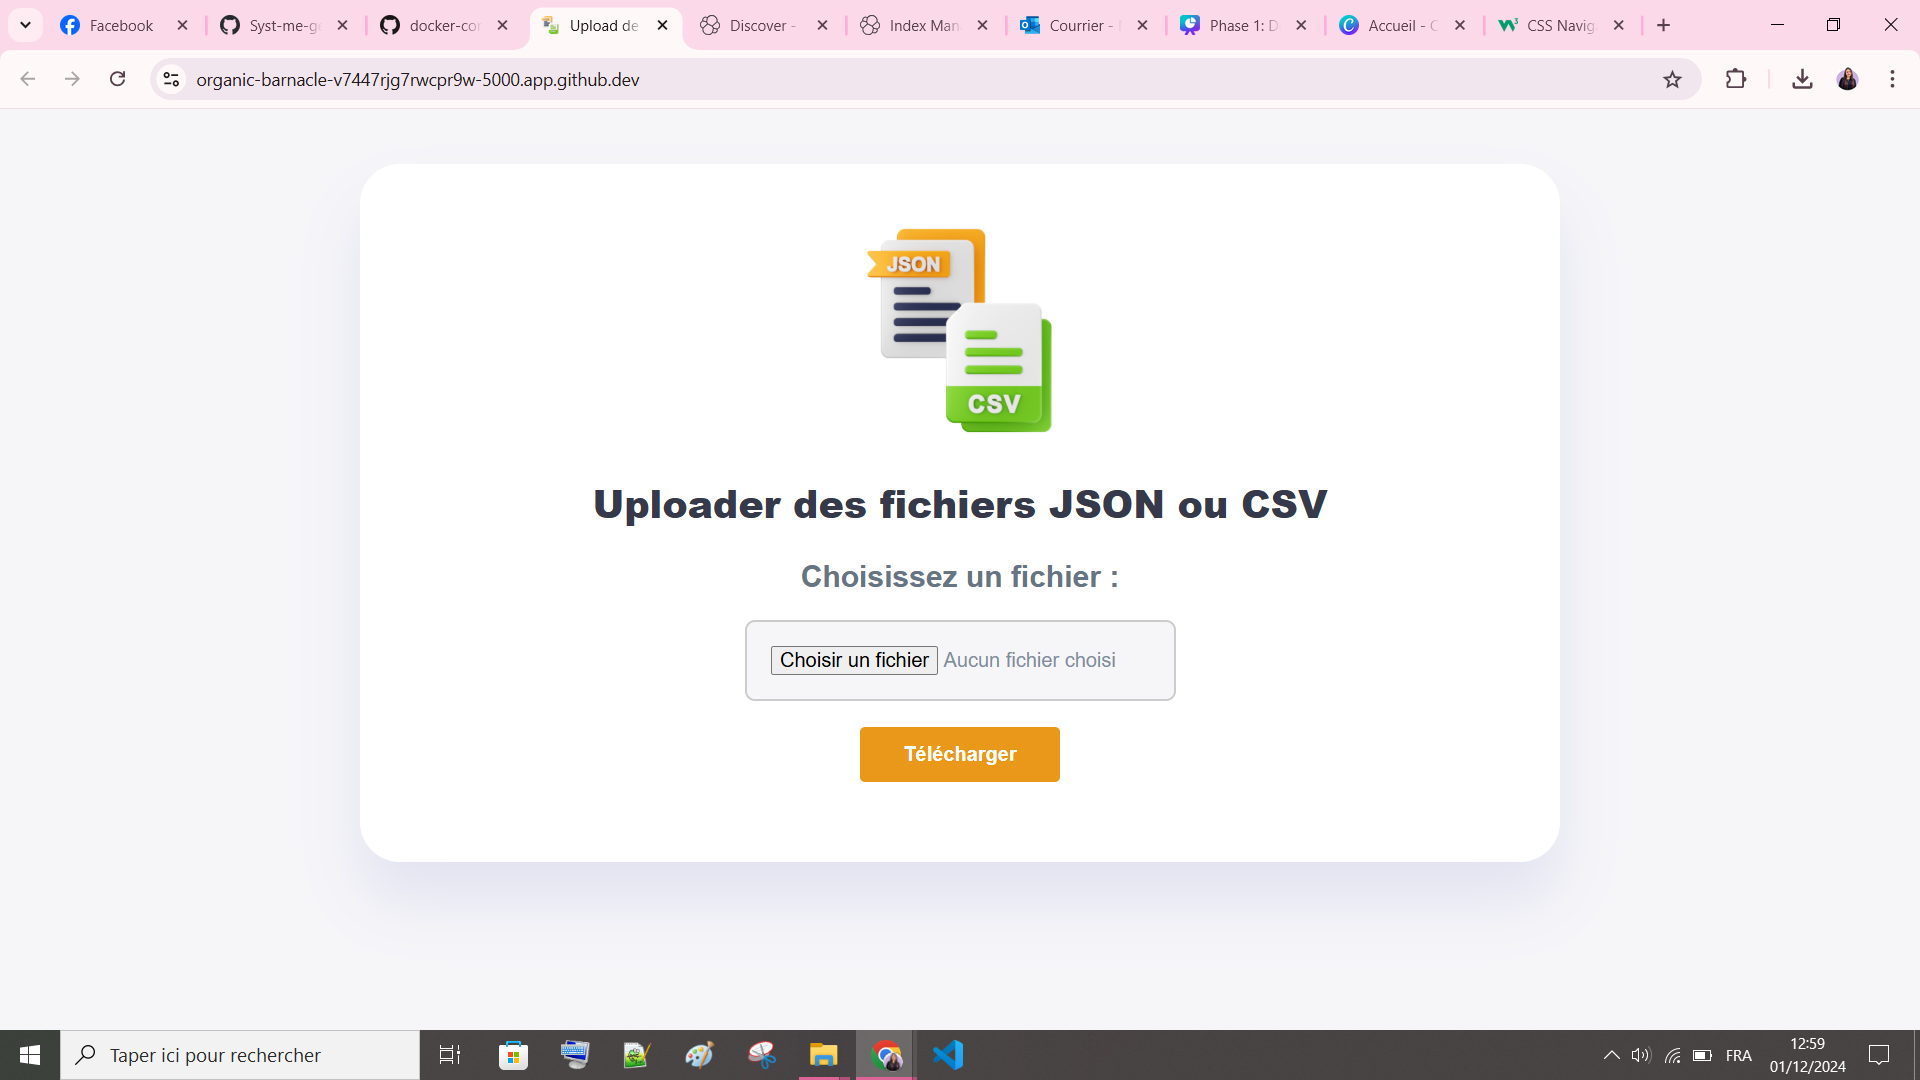 Facebook
Syst-me-ge
docker-cor
Upload de
Discover -
Index Man
Courrier -
Phase 1: D
Accueil - C
CSS Navig
organic-barnacle-v7447rjg7rwcpr9w-5000.app.github.dev
JSON
CSV
Uploader des fichiers JSON ou CSV
Choisissez un fichier :
Choisir un fichier Aucun fichier choisi
Télécharger
Taper ici pour rechercher
FRA
12:59
01/12/2024